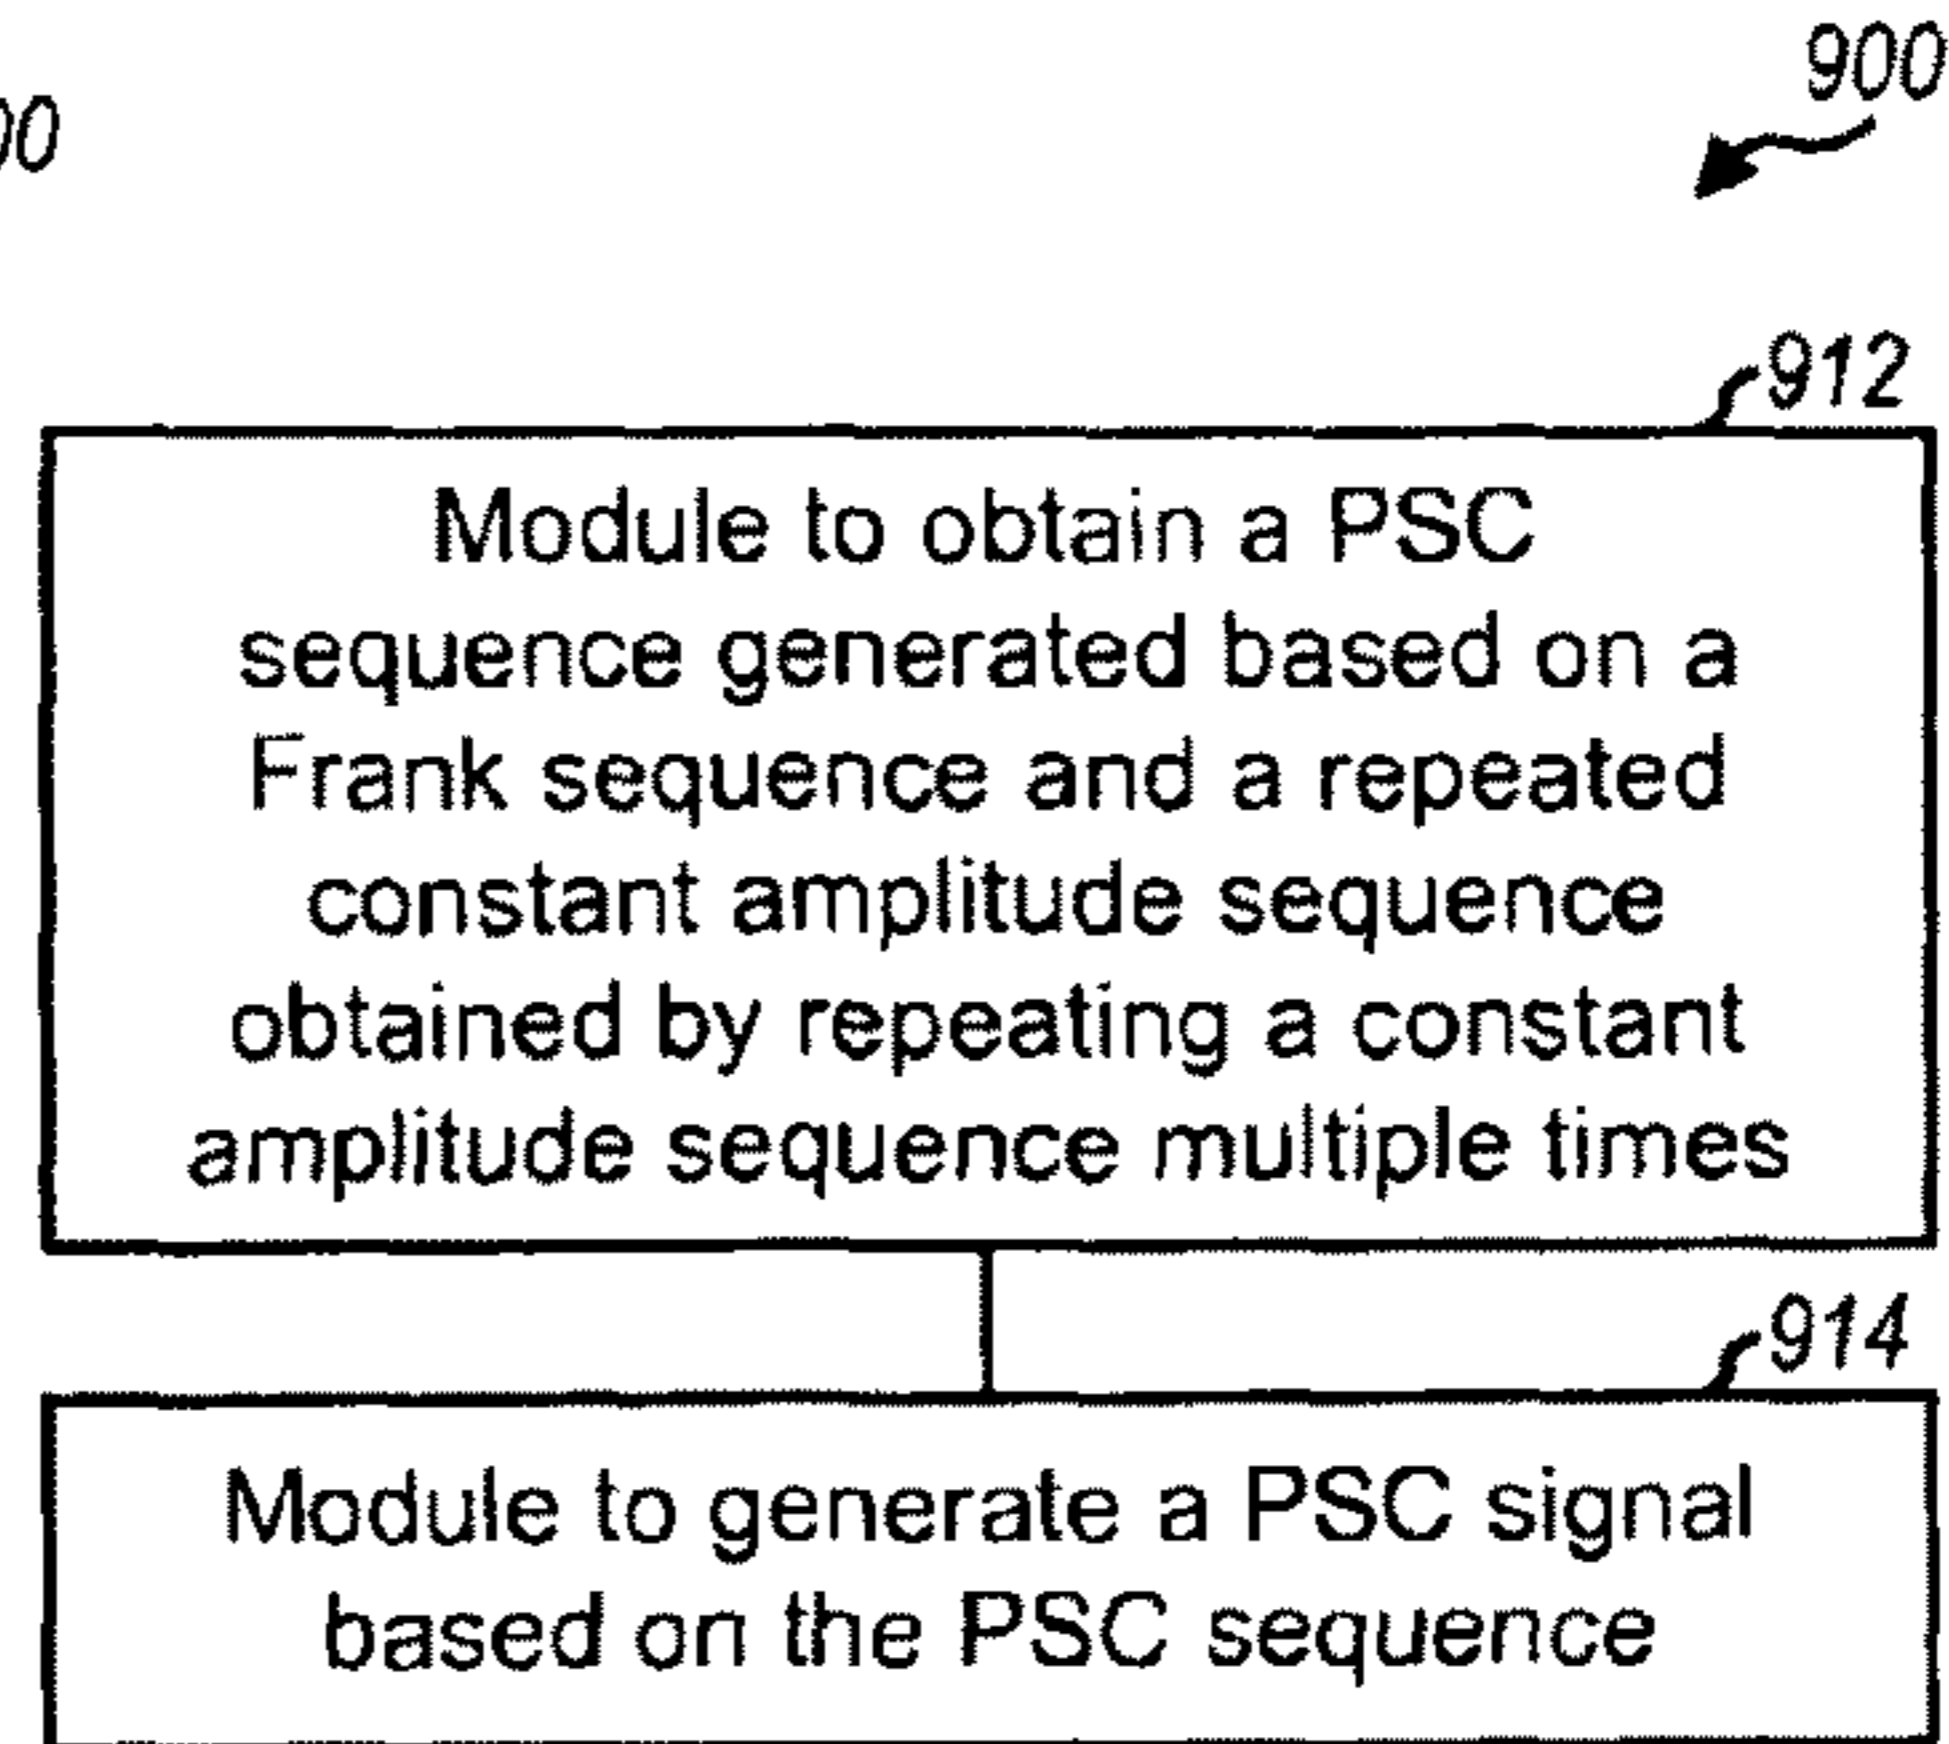 00
900
912
Module to obtain a PSC
sequence generated based on a
Frank sequence and a repeated
constant amplitude sequence
obtained by repeating a constant
amplitude sequence multiple times
914
Module to generate a PSC signal
based on the PSC sequence